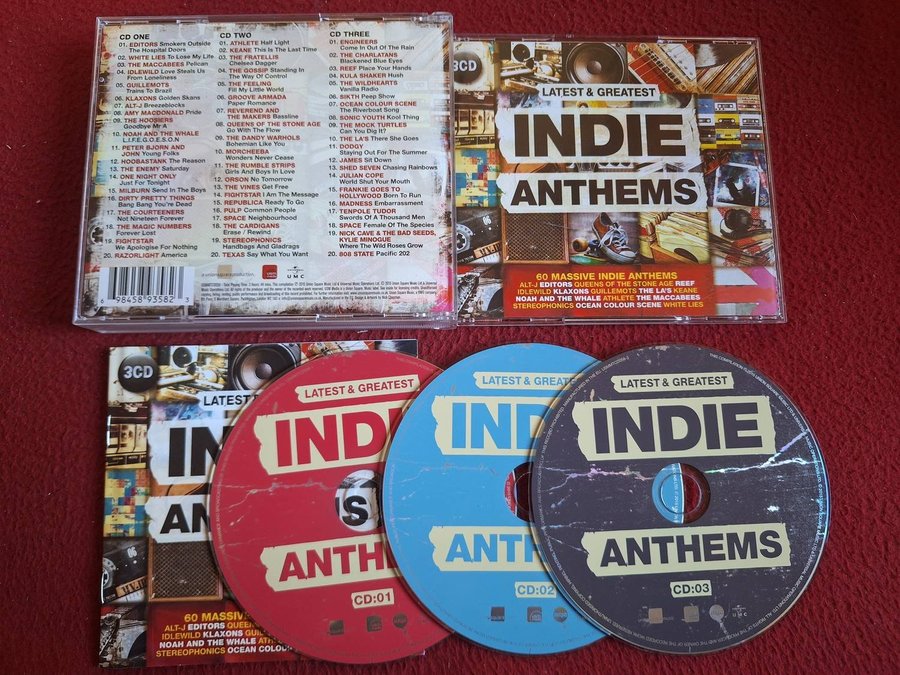 CD ONE
01. EDITORS Smokers Outside
The Hospital Doors
02. WHITE LIES To Lose My Life
03. THE MACCABEES Pelican
04. IDLEWILD Love Steals Us
From Loneliness
05. GUILLEMOTS
Trains To Brazil
06. KLAXONS Golden Skans
07. ALT-J Breezeblocks
08. AMY MACDONALD Pride
09. THE HOOSIERS
Goodbye Mr A
10. NOAH AND THE WHALE
L.I.F.E.G.O.E.S.O.N
11. PETER BJORN AND
JOHN Young Folks
12. HOOBASTANK The Reason
13. THE ENEMY Saturday
14. ONE NIGHT ONLY
Just For Tonight
15. MILBURN Send In The Boys
16. DIRTY PRETTY THINGS
Bang Bang You're Dead
17. THE COURTEENERS
Not Nineteen Forever
18. THE MAGIC NUMBERS
Forever Lost
19. FIGHTSTAR
We Apologise For Nothing
20. RAZORLIGHT America
CD TWO
01. ATHLETE Half Light
02. KEANE This Is The Last Time
03. THE FRATELLIS
Chelsea Dagger
04. THE GOSSIP Standing In
The Way Of Control
05. THE FEELING
Fill My Little World
06. GROOVE ARMADA
Paper Romance
07. REVEREND AND
THE MAKERS Bassline
08. QUEENS OF THE STONE AGE
Go With The Flow
09. THE DANDY WARHOLS
Bohemian Like You
10. MORCHEEBA
Wonders Never Cease
11. THE RUMBLE STRIPS
Girls And Boys In Love
12. ORSON No Tomorrow
13. THE VINES Get Free
14. FIGHTSTAR I Am The Message
15. REPUBLICA Ready To Go
16. PULP Common People
17. SPACE Neighbourhood
18. THE CARDIGANS
Erase / Rewind
19. STEREOPHONICS
Handbags And Gladrags
20. TEXAS Say What You Want
CD THREE
01. ENGINEERS
Come In Out Of The Rain
02. THE CHARLATANS
Blackened Blue Eyes
03. REEF Place Your Hands
04. KULA SHAKER Hush
05. THE WILDHEARTS
Vanilla Radio
06. SIKTH Peep Show
07. OCEAN COLOUR SCENE
The Riverboat Song
08. SONIC YOUTH Kool Thing
09. THE MOCK TURTLES
Can You Dig It?
10. THE LA'S There She Goes
11. DODGY
Staying Out For The Summer
12. JAMES Sit Down
13. SHED SEVEN Chasing Rainbows
14. JULIAN COPE
World Shut Your Mouth
15. FRANKIE GOES TO
HOLLYWOOD Born To Run
16. MADNESS Embarrassment
17. TENPOLE TUDOR
Swords Of A Thousand Men
18. SPACE Female Of The Species
19. NICK CAVE & THE BAD SEEDS,
KYLIE MINOGUE
Where The Wild Roses Grow
20. 808 STATE Pacific 202
6 98458 93582 3
UMC
3CD
LATEST & GREATEST
INDIE
ANTHEMS
60 MASSIVE INDIE ANTHEMS
ALT-J EDITORS QUEENS OF THE STONE AGE REEF
IDLEWILD KLAXONS GUILLEMOTS THE LA'S KEANE
NOAH AND THE WHALE ATHLETE THE MACCABEES
STEREOPHONICS OCEAN COLOUR SCENE WHITE LIES
3CD
LATEST
IN
AN
60 MASSIVE
ALT-J EDITORS QUEEN
IDLEWILD KLAXONS GUILL
NOAH AND THE WHALE ATHL
STEREOPHONICS OCEAN COLOUR
LATEST & GREATEST
INDI
S
ANTHE
CD:01
LATEST & GREATE
INDI
ANTH
CD:02
LATEST & GREATEST
INDIE
ANTHEMS
CD:03
UMC